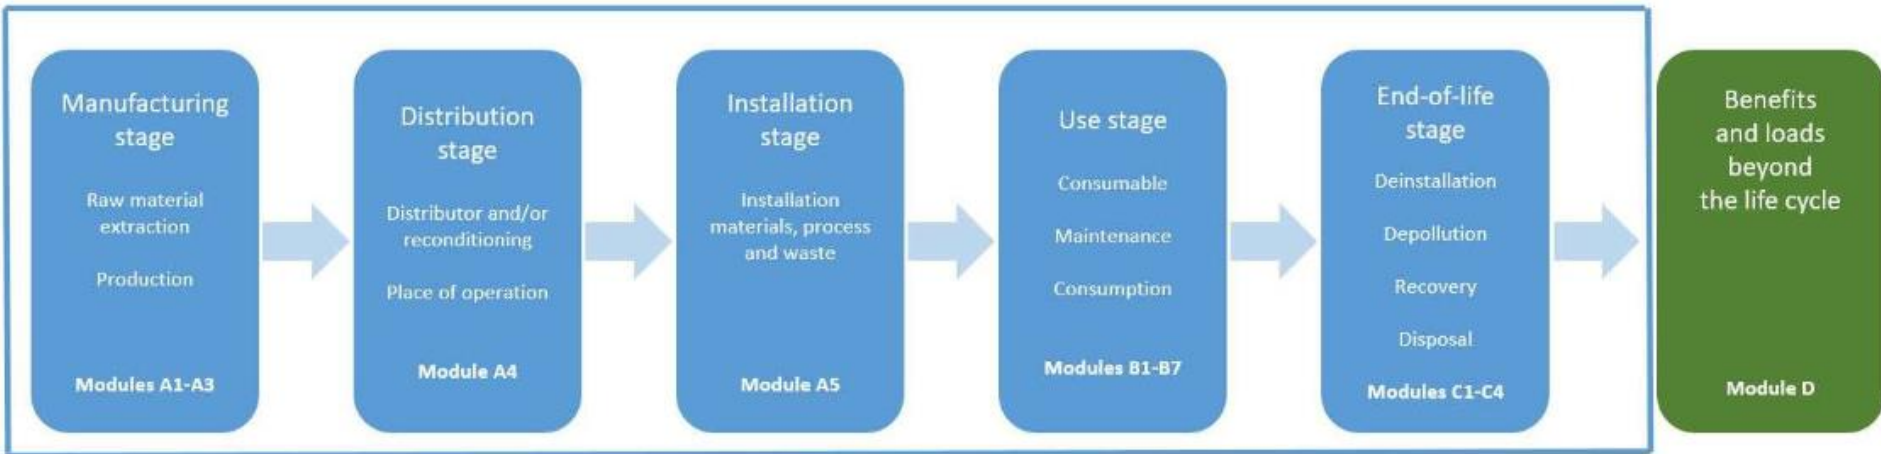 Manufacturing
stage
Raw material
extraction
Production
Modules A1-A3
Distribution
stage
Distributor and/or
reconditioning
Place of operation
Module A4
Installation
stage
Installation
materials, process
and waste
Module A5
Use stage
Consumable
Maintenance
Consumption
Modules B1-B7
End-of-life
stage
Deinstallation
Depollution
Recovery
Disposal
Modules C1-C4
Benefits
and loads
beyond
the life cycle
Module D